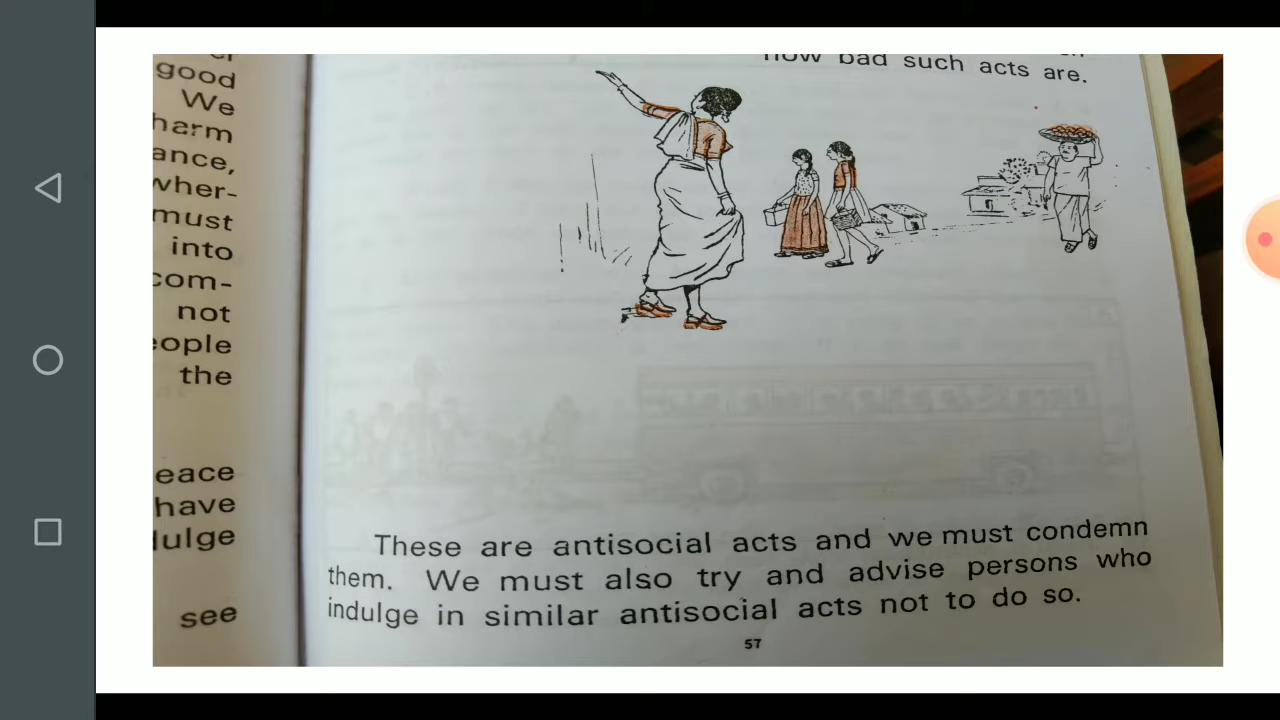 good
We
harm
ance,
wher-
must
into
com-
not
eople
the
eace
have
dulge
see
how bad such acts are.
These are antisocial acts and we must condemn
them. We must also try and advise persons who
indulge in similar antisocial acts not to do so.
57